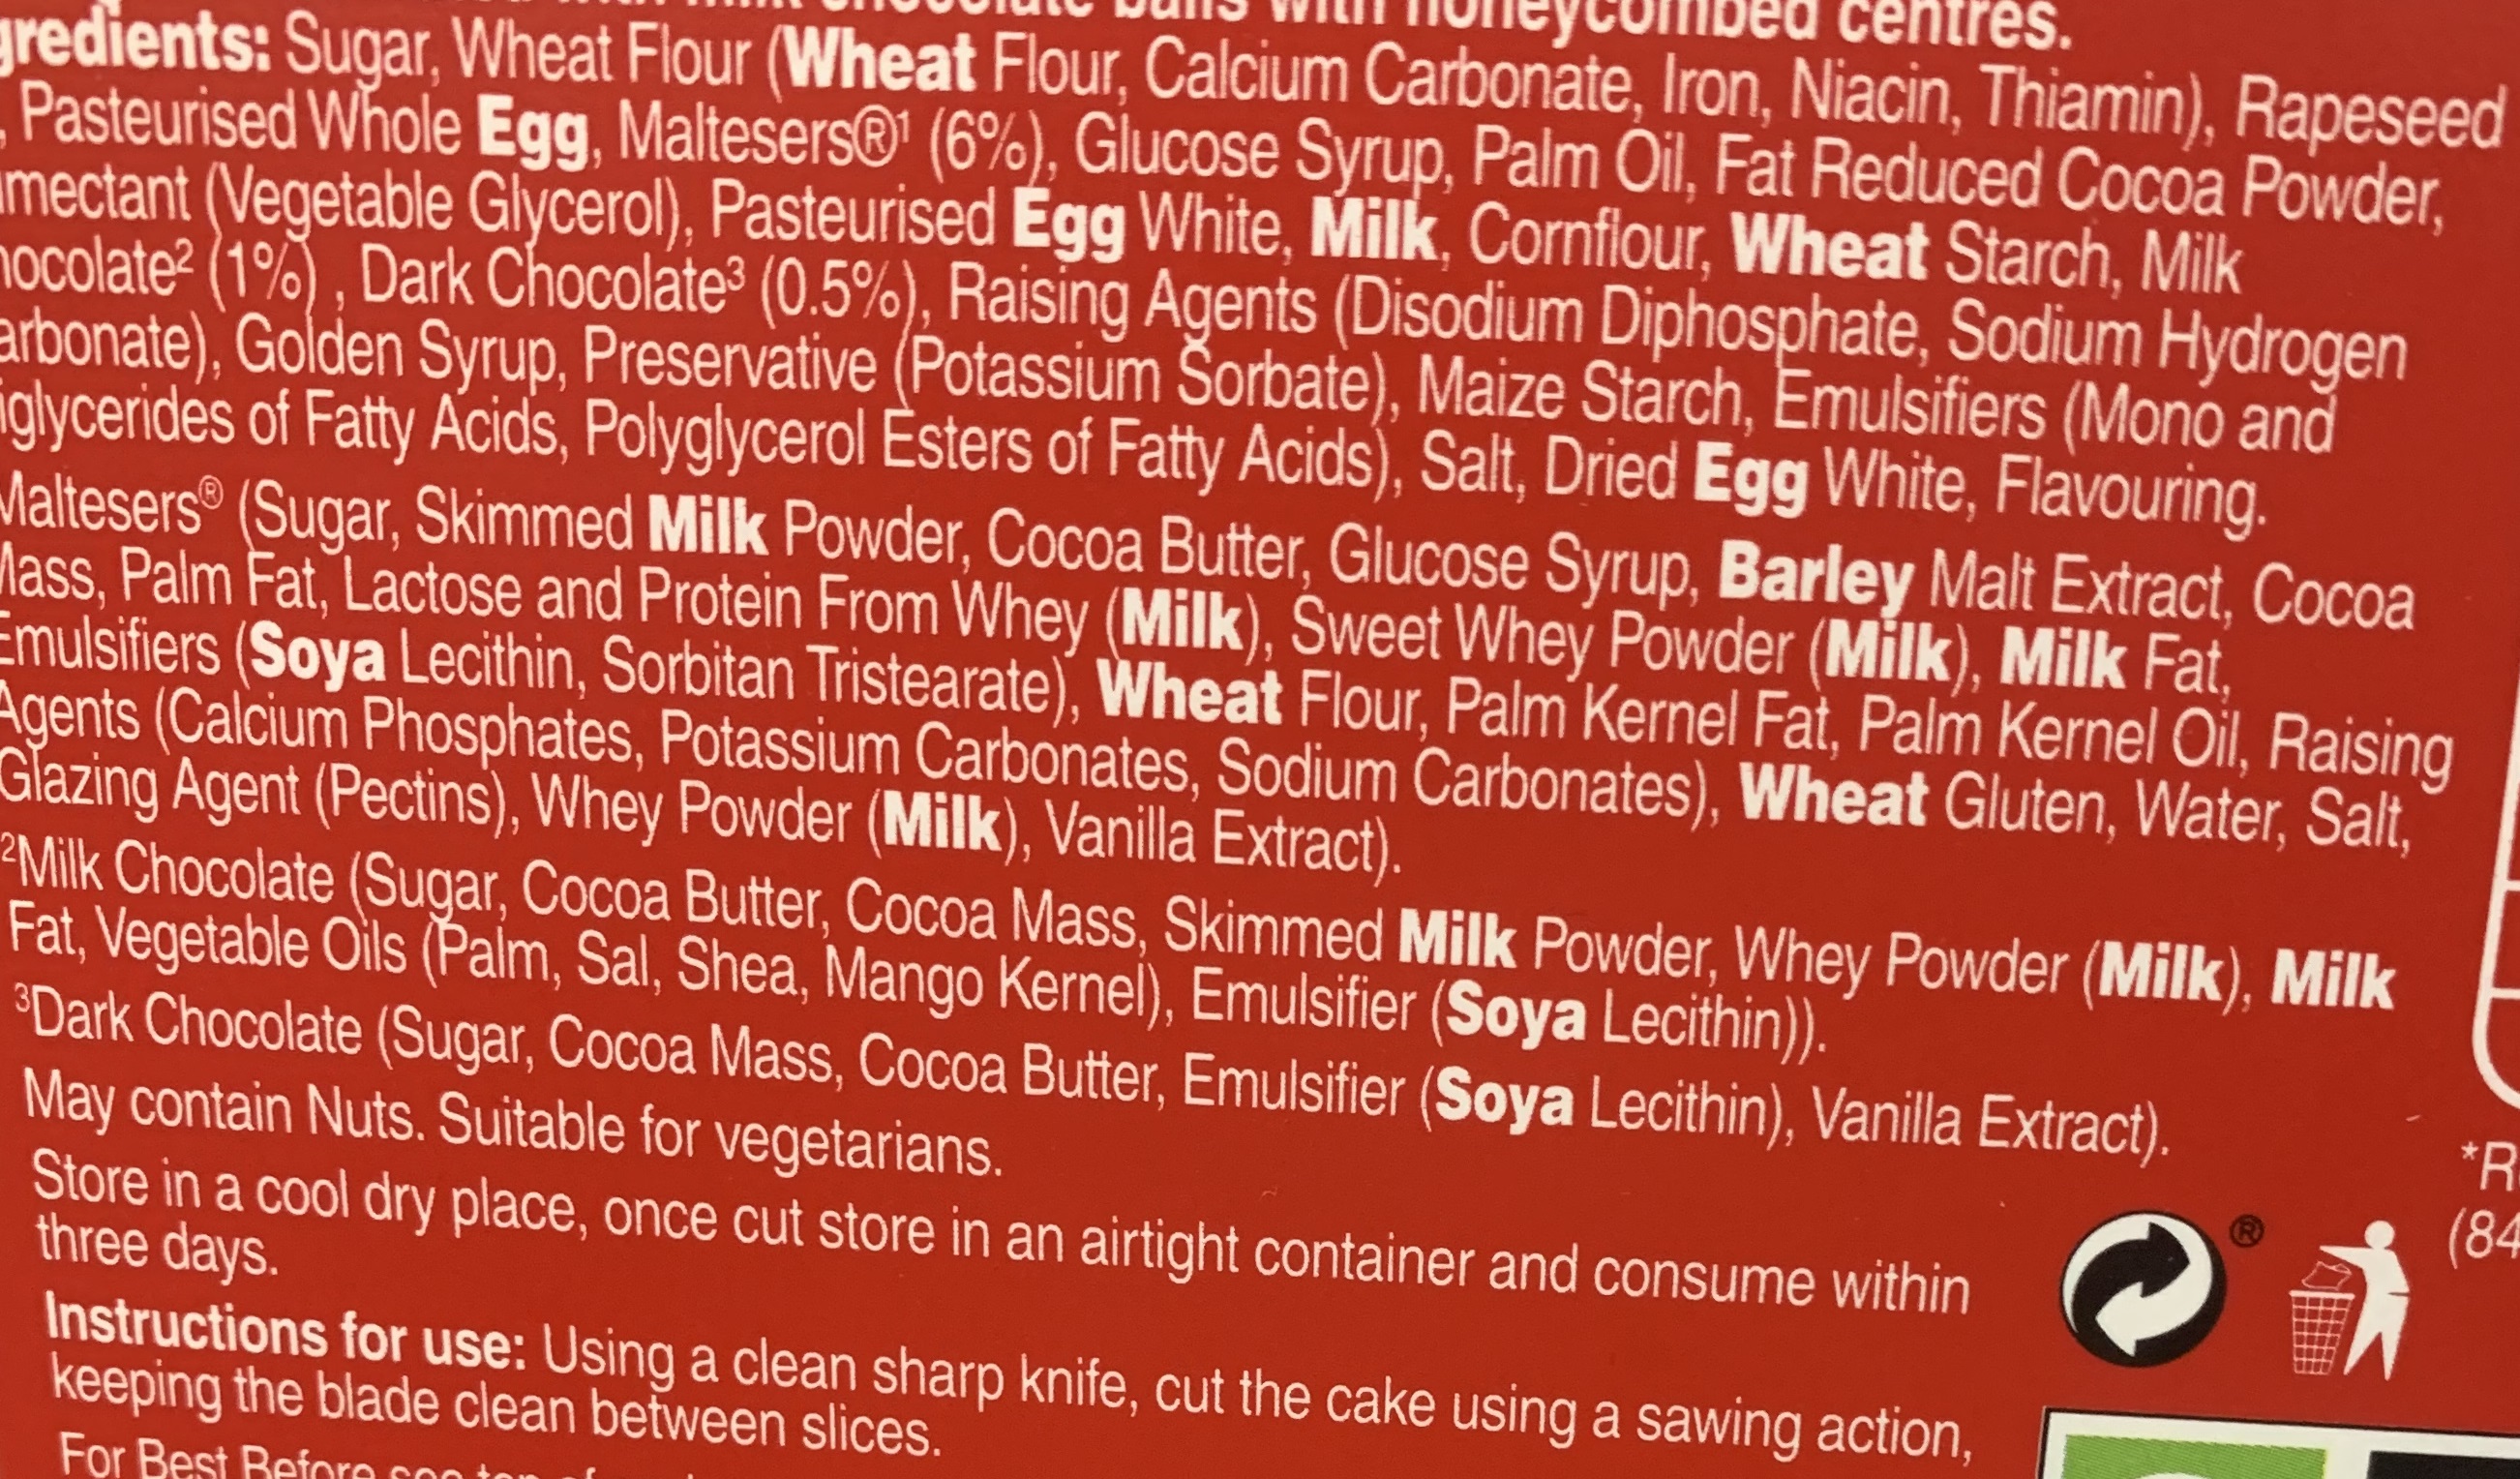 milk chocolate balls with honeycombed centres.
gredients: Sugar, Wheat Flour (Wheat Flour, Calcium Carbonate, Iron, Niacin, Thiamin), Rapeseed
, Pasteurised Whole Egg, Maltesers®¹ (6%), Glucose Syrup, Palm Oil, Fat Reduced Cocoa Powder,
mectant (Vegetable Glycerol), Pasteurised Egg White, Milk, Cornflour, Wheat Starch, Milk
hocolate² (1%) , Dark Chocolate³ (0.5%), Raising Agents (Disodium Diphosphate, Sodium Hydrogen
arbonate), Golden Syrup, Preservative (Potassium Sorbate), Maize Starch, Emulsifiers (Mono and
iglycerides of Fatty Acids, Polyglycerol Esters of Fatty Acids), Salt, Dried Egg White, Flavouring.
Maltesers® (Sugar, Skimmed Milk Powder, Cocoa Butter, Glucose Syrup, Barley Malt Extract, Cocoa
Mass, Palm Fat, Lactose and Protein From Whey (Milk), Sweet Whey Powder (Milk), Milk Fat,
Emulsifiers (Soya Lecithin, Sorbitan Tristearate), Wheat Flour, Palm Kernel Fat, Palm Kernel Oil, Raising
Agents (Calcium Phosphates, Potassium Carbonates, Sodium Carbonates), Wheat Gluten, Water, Salt,
Glazing Agent (Pectins), Whey Powder (Milk), Vanilla Extract).
²Milk Chocolate (Sugar, Cocoa Butter, Cocoa Mass, Skimmed Milk Powder, Whey Powder (Milk), Milk
Fat, Vegetable Oils (Palm, Sal, Shea, Mango Kernel), Emulsifier (Soya Lecithin)).
³Dark Chocolate (Sugar, Cocoa Mass, Cocoa Butter, Emulsifier (Soya Lecithin), Vanilla Extract).
May contain Nuts. Suitable for vegetarians.
Store in a cool dry place, once cut store in an airtight container and consume within
three days.
Instructions for use: Using a clean sharp knife, cut the cake using a sawing action,
keeping the blade clean between slices.
For Best Before see top of
*R
(84
®